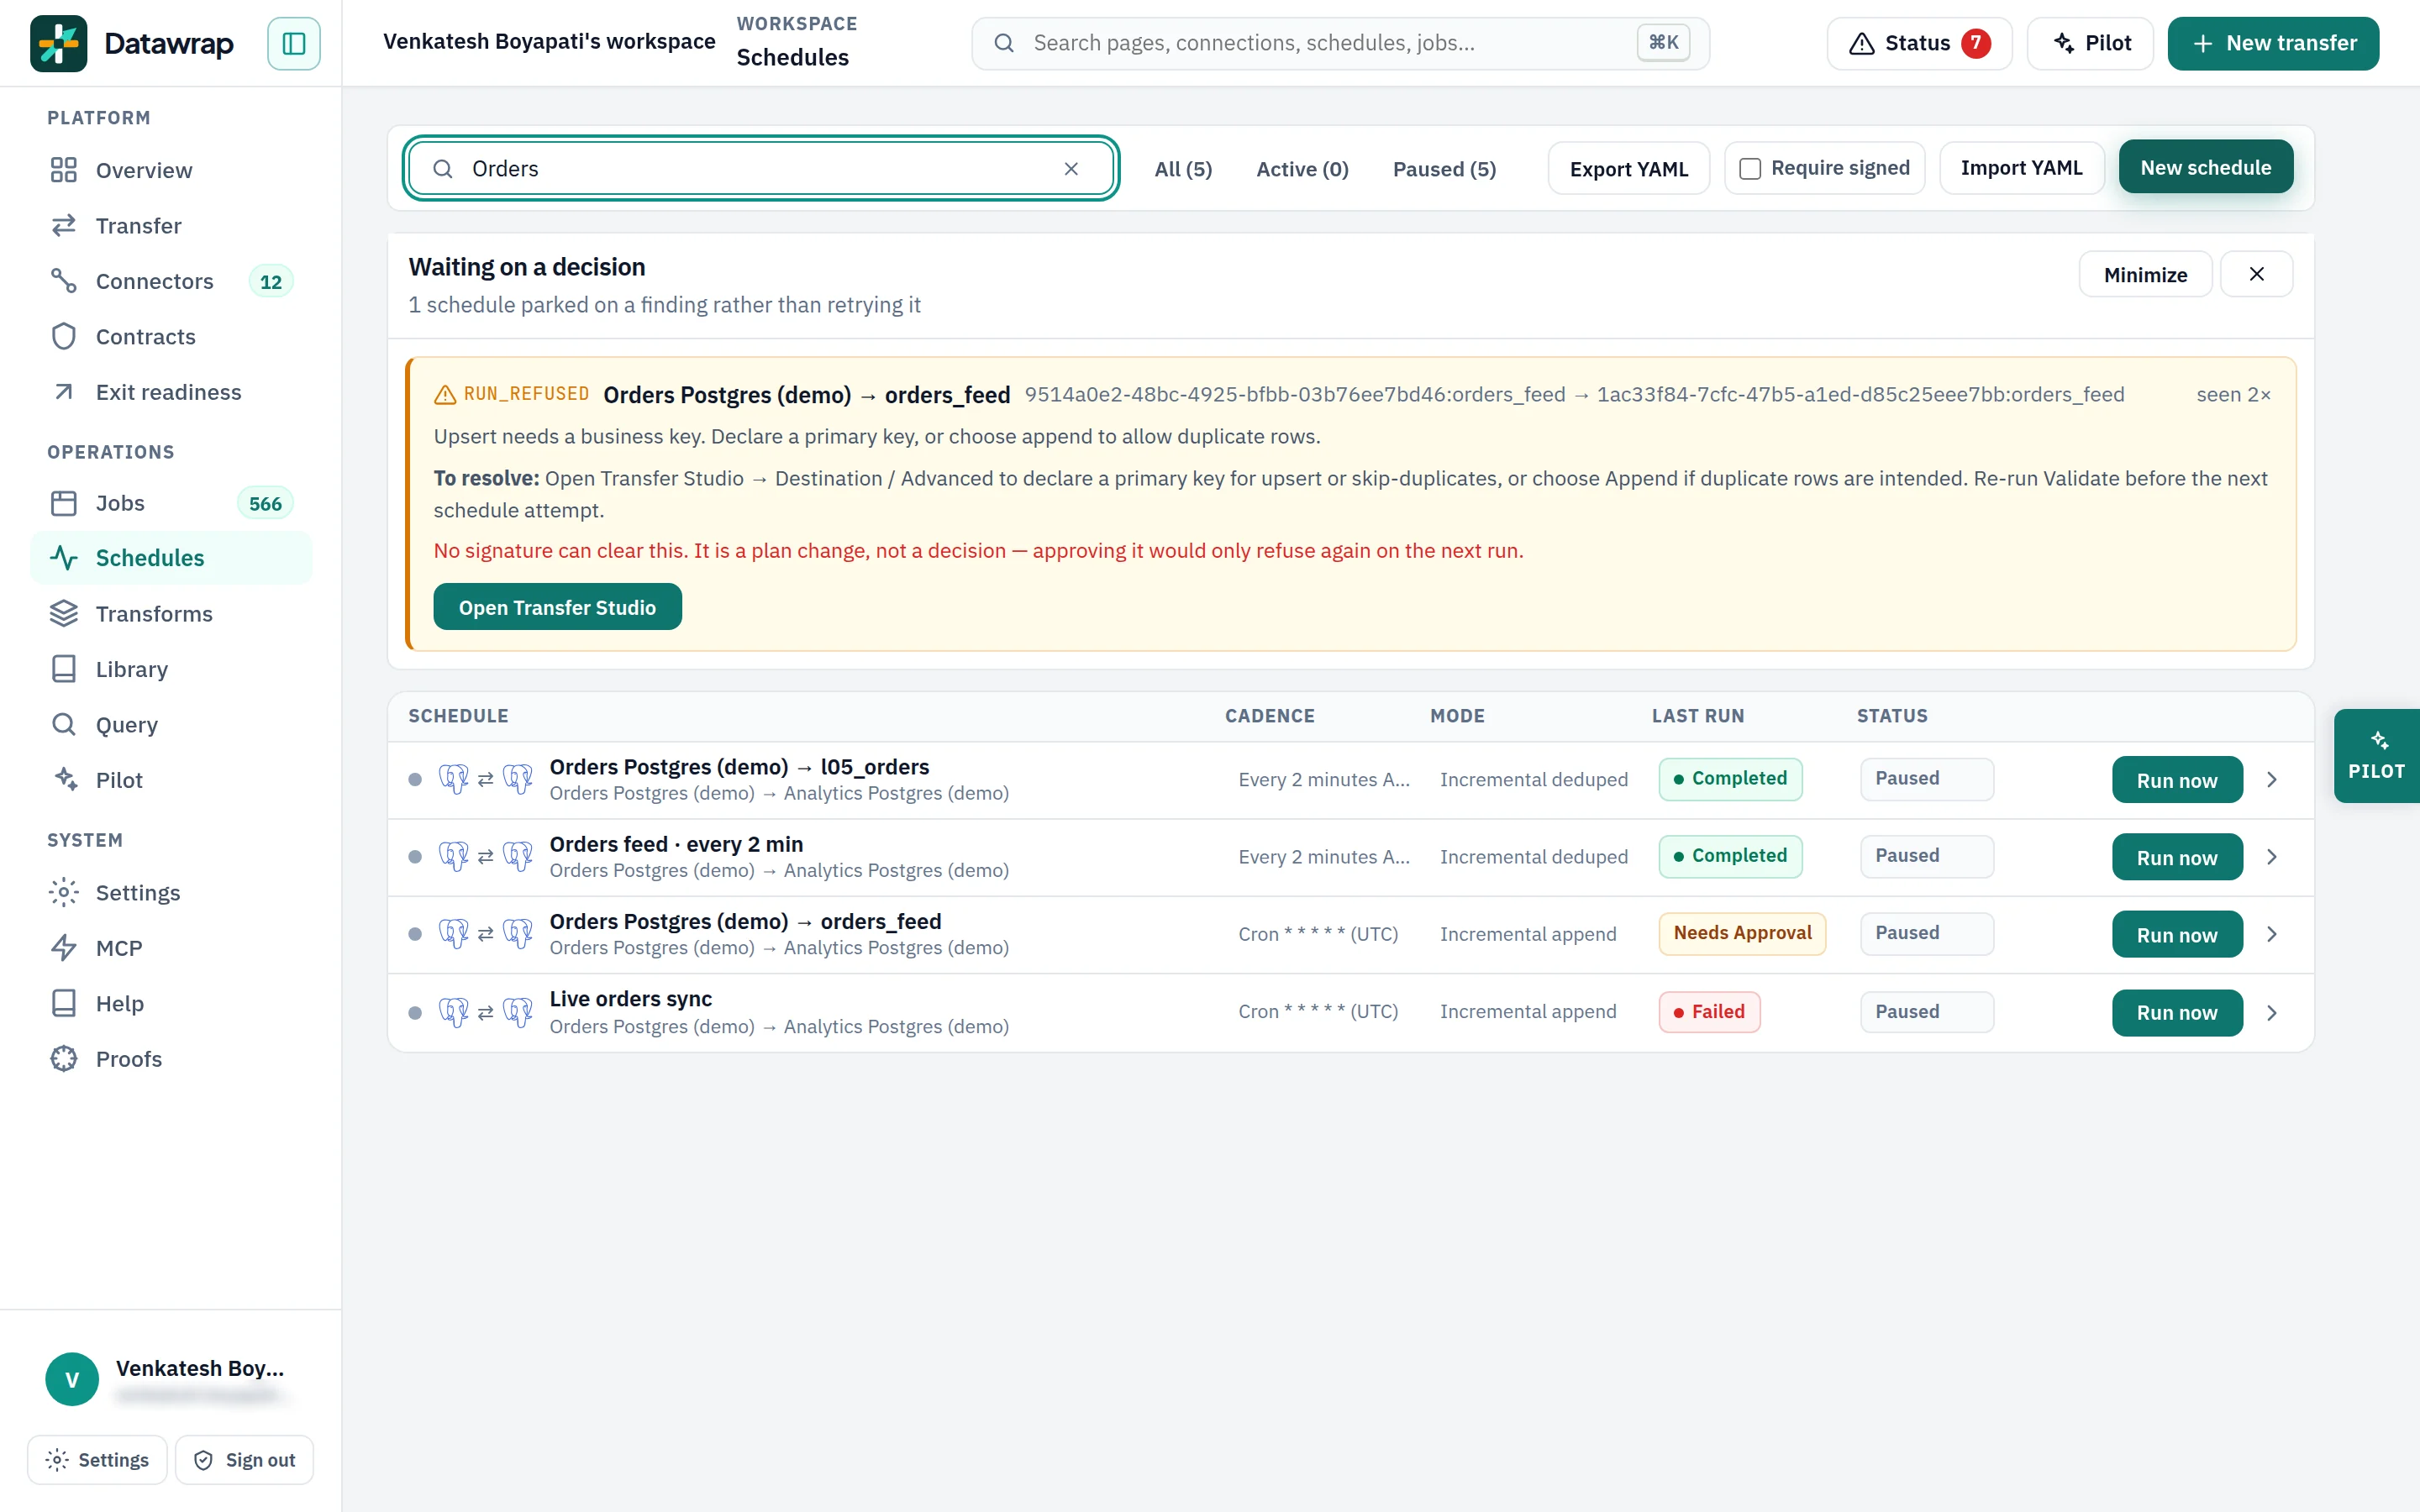 Datawrap
Venkatesh Boyapati's workspace
WORKSPACE
Schedules
Search pages, connections, schedules, jobs...
⌘K
Status 7
Pilot
New transfer
PLATFORM
Overview
Transfer
Connectors 12
Contracts
Exit readiness
OPERATIONS
Jobs 566
Schedules
Transforms
Library
Query
Pilot
SYSTEM
Settings
MCP
Help
Proofs
V
Venkatesh Boy...
Settings
Sign out
Orders
All (5)
Active (0)
Paused (5)
Export YAML
Require signed
Import YAML
New schedule
Waiting on a decision
1 schedule parked on a finding rather than retrying it
Minimize
RUN_REFUSED Orders Postgres (demo) → orders_feed 9514a0e2-48bc-4925-bfbb-03b76ee7bd46:orders_feed → 1ac33f84-7cfc-47b5-a1ed-d85c25eee7bb:orders_feed seen 2×
Upsert needs a business key. Declare a primary key, or choose append to allow duplicate rows.
To resolve: Open Transfer Studio → Destination / Advanced to declare a primary key for upsert or skip-duplicates, or choose Append if duplicate rows are intended. Re-run Validate before the next
schedule attempt.
No signature can clear this. It is a plan change, not a decision — approving it would only refuse again on the next run.
Open Transfer Studio
SCHEDULE CADENCE MODE LAST RUN STATUS
Orders Postgres (demo) → l05_orders
Orders Postgres (demo) → Analytics Postgres (demo)
Every 2 minutes A... Incremental deduped Completed Paused Run now
Orders feed · every 2 min
Orders Postgres (demo) → Analytics Postgres (demo)
Every 2 minutes A... Incremental deduped Completed Paused Run now
Orders Postgres (demo) → orders_feed
Orders Postgres (demo) → Analytics Postgres (demo)
Cron * * * * * (UTC) Incremental append Needs Approval Paused Run now
Live orders sync
Orders Postgres (demo) → Analytics Postgres (demo)
Cron * * * * * (UTC) Incremental append Failed Paused Run now
PILOT